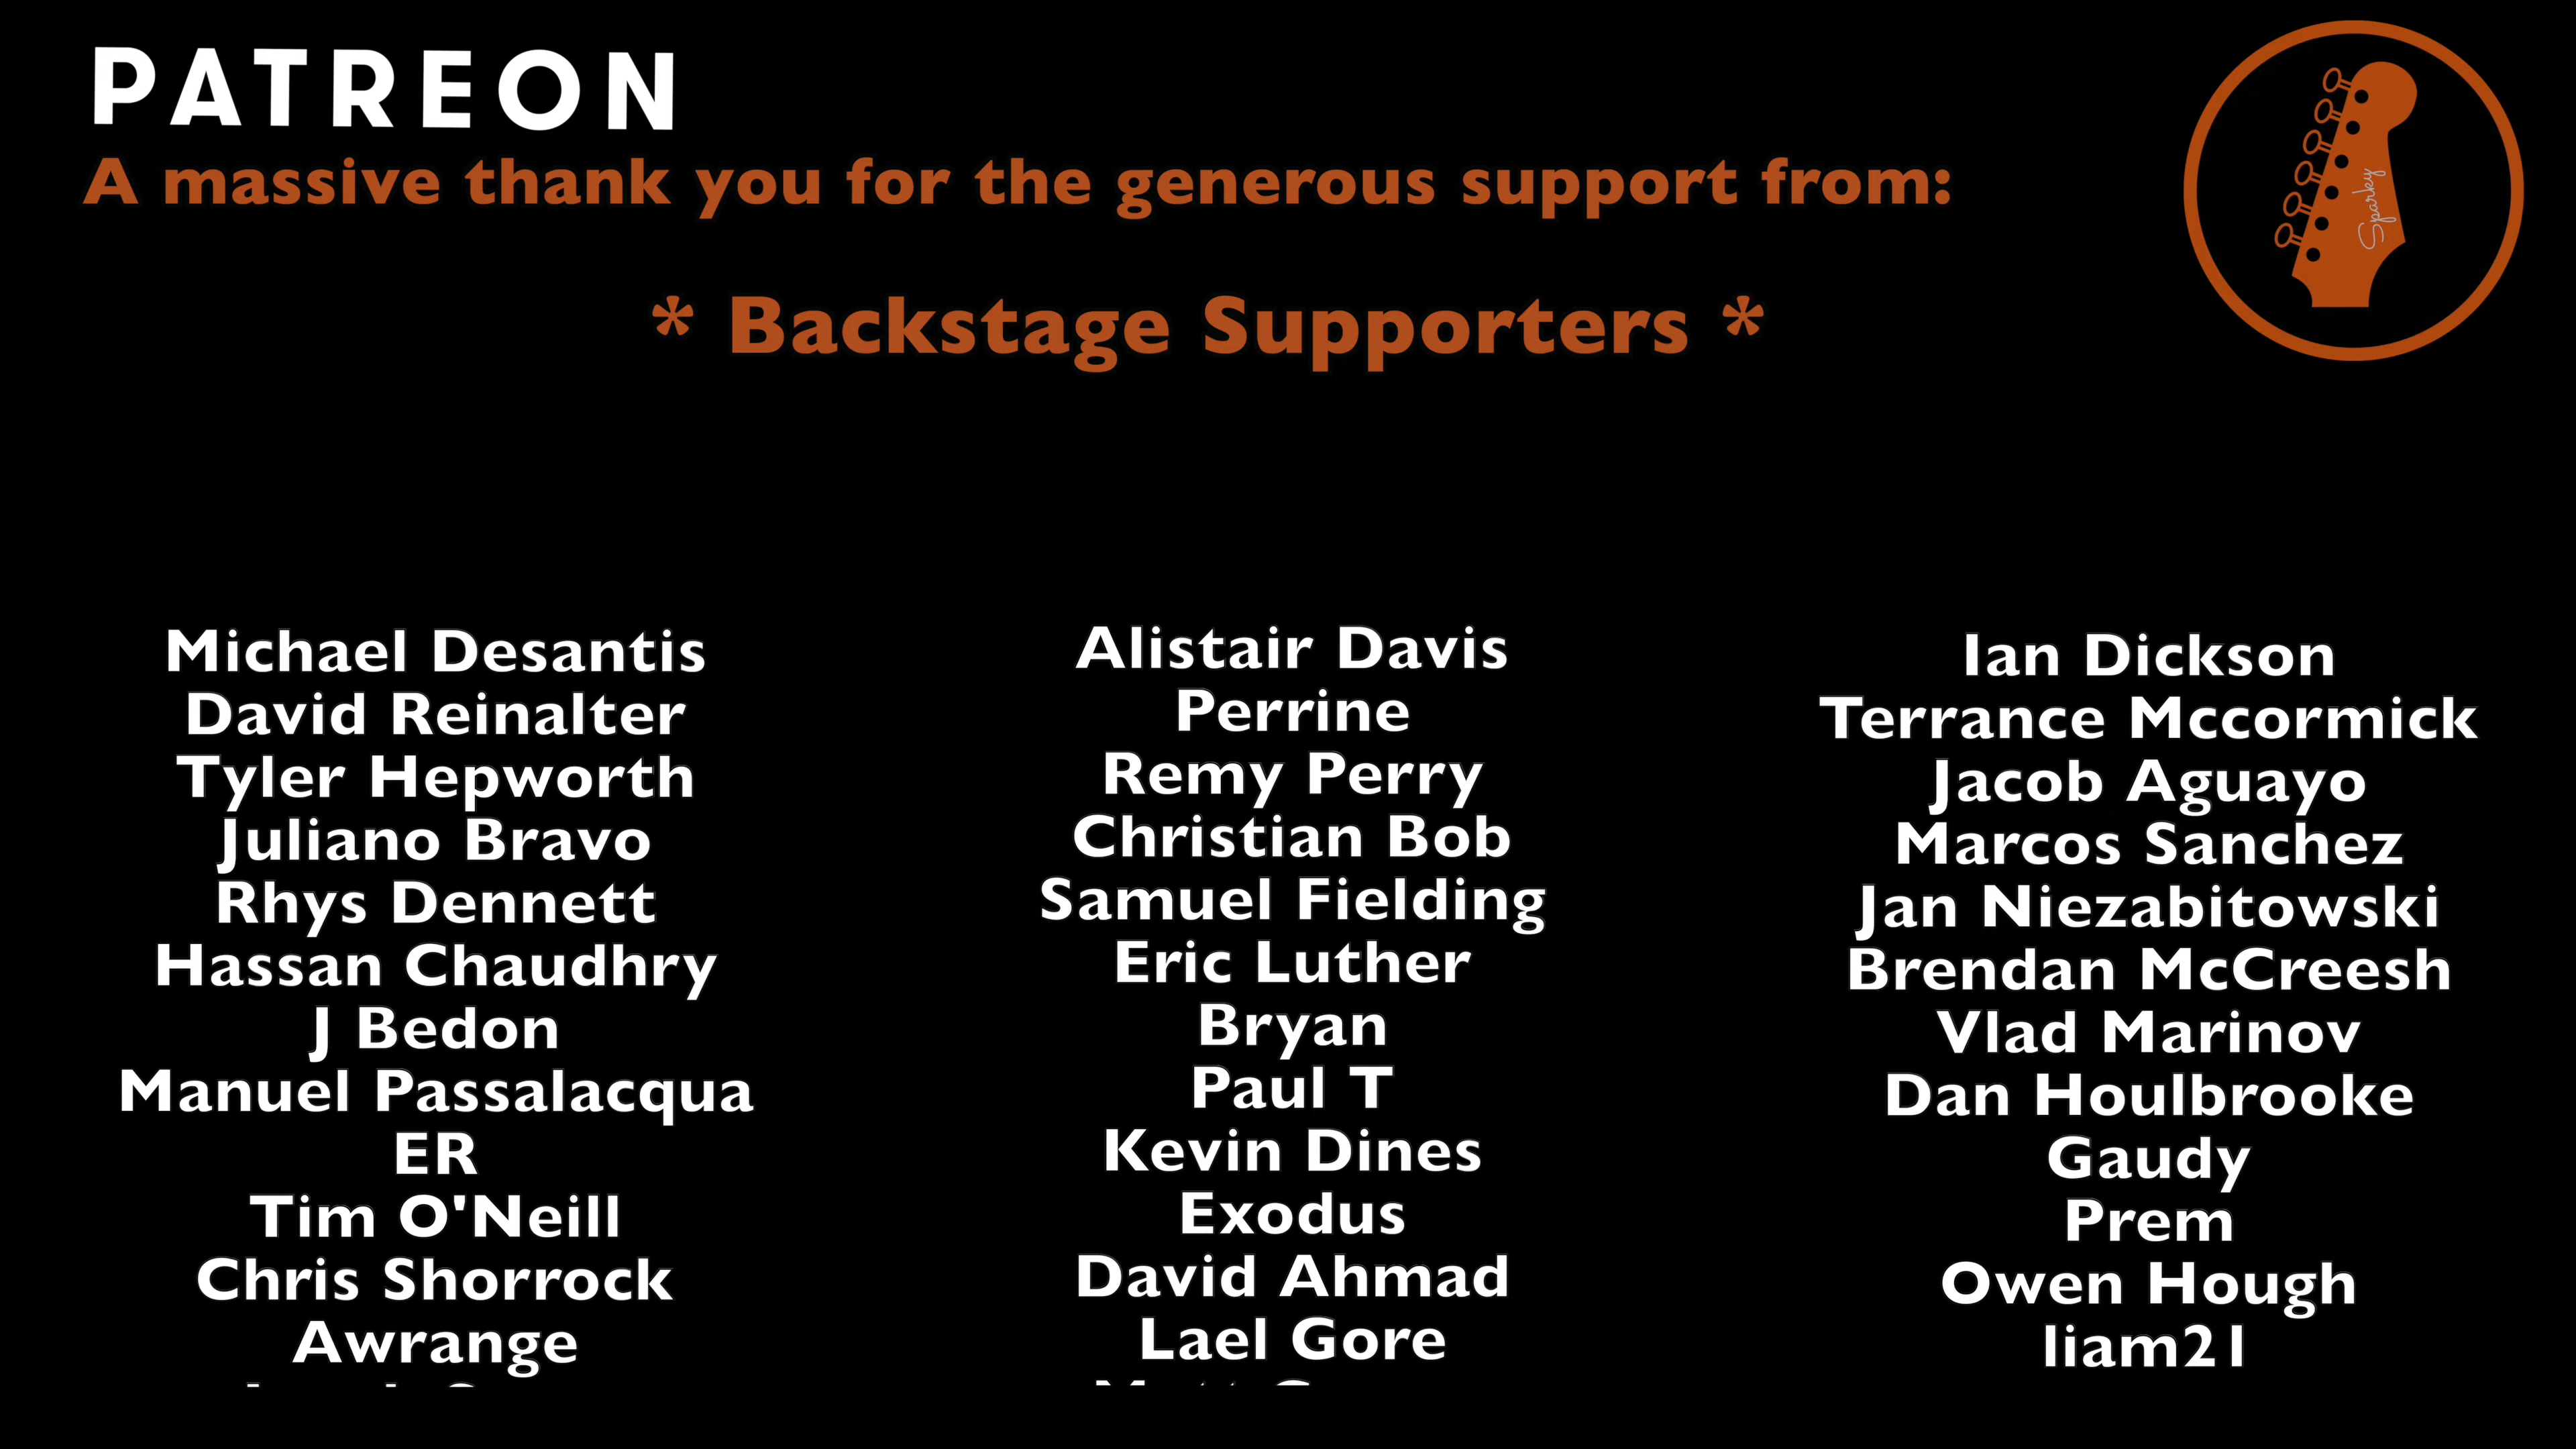 PATREON
A massive thank you for the generous support from:
Sparky
* Backstage Supporters *
Michael Desantis
David Reinalter
Tyler Hepworth
Juliano Bravo
Rhys Dennett
Hassan Chaudhry
J Bedon
Manuel Passalacqua
ER
Tim O'Neill
Chris Shorrock
Awrange
Alistair Davis
Perrine
Remy Perry
Christian Bob
Samuel Fielding
Eric Luther
Bryan
Paul T
Kevin Dines
Exodus
David Ahmad
Lael Gore
Ian Dickson
Terrance Mccormick
Jacob Aguayo
Marcos Sanchez
Jan Niezabitowski
Brendan McCreesh
Vlad Marinov
Dan Houlbrooke
Gaudy
Prem
Owen Hough
liam21